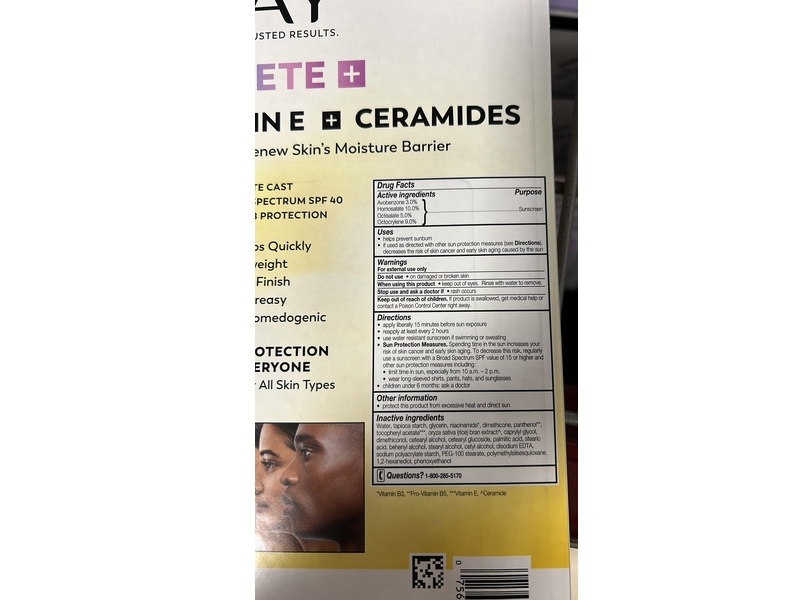 AY
USTED RESULTS.
ETE +
IN E + CERAMIDES
enew Skin's Moisture Barrier
TE CAST
SPECTRUM SPF 40
B PROTECTION
bs Quickly
weight
Finish
reasy
omedogenic
OTECTION
ERYONE
All Skin Types
Drug Facts
Active ingredients Purpose
Avobenzone 3.0%
Homosalate 10.0% Sunscreen
Octisalate 5.0%
Octocrylene 9.0%
Uses
• helps prevent sunburn
• if used as directed with other sun protection measures (see Directions),
decreases the risk of skin cancer and early skin aging caused by the sun
Warnings
For external use only
Do not use • on damaged or broken skin
When using this product • keep out of eyes. Rinse with water to remove.
Stop use and ask a doctor if • rash occurs
Keep out of reach of children. If product is swallowed, get medical help or
contact a Poison Control Center right away.
Directions
• apply liberally 15 minutes before sun exposure
• reapply at least every 2 hours
• use water resistant sunscreen if swimming or sweating
• Sun Protection Measures. Spending time in the sun increases your
risk of skin cancer and early skin aging. To decrease this risk, regularly
use a sunscreen with a Broad Spectrum SPF value of 15 or higher and
other sun protection measures including:
• limit time in sun, especially from 10 a.m. – 2 p.m.
• wear long-sleeved shirts, pants, hats, and sunglasses
• children under 6 months: ask a doctor
Other information
• protect this product from excessive heat and direct sun
Inactive ingredients
Water, tapioca starch, glycerin, niacinamide*, dimethicone, panthenol**,
tocopheryl acetate***, oryza sativa (rice) bran extract^, caprylyl glycol,
dimethiconol, cetearyl alcohol, cetearyl glucoside, palmitic acid, stearic
acid, behenyl alcohol, stearyl alcohol, cetyl alcohol, disodium EDTA,
sodium polyacrylate starch, PEG-100 stearate, polymethylsilsesquioxane,
1,2-hexanediol, phenoxyethanol
Questions? 1-800-285-5170
*Vitamin B3, **Pro-Vitamin B5, ***Vitamin E, ^Ceramide
0 756